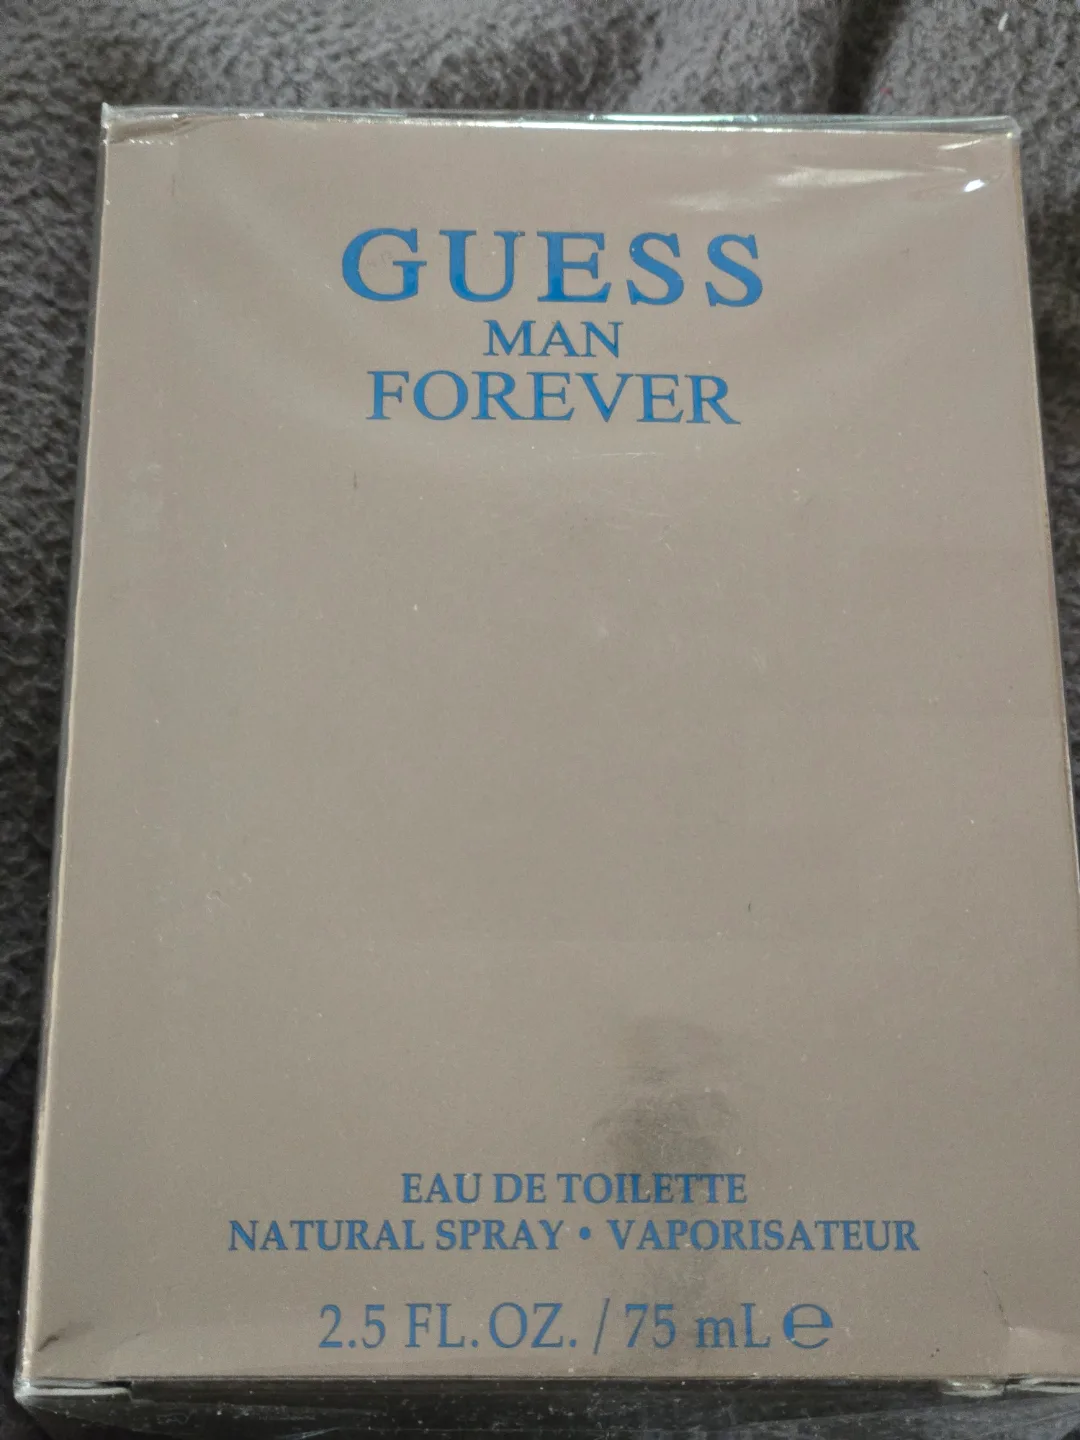 GUESS
MAN
FOREVER
EAU DE TOILETTE
NATURAL SPRAY • VAPORISATEUR
2.5 FL. OZ. / 75 mL ℮